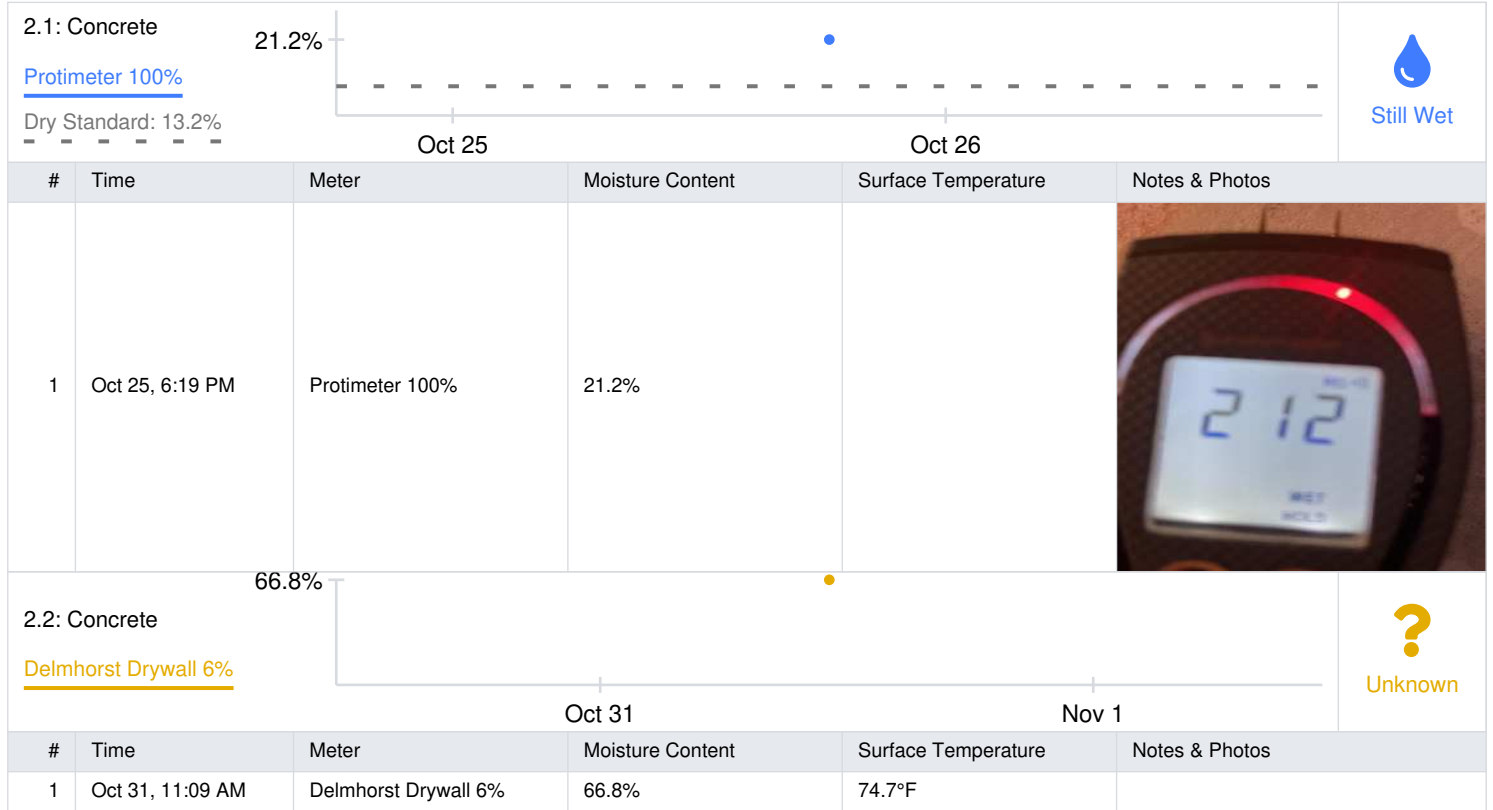 2.1: Concrete
Protimeter 100%
Dry Standard: 13.2%
21.2%
Oct 25 Oct 26
Still Wet
# Time Meter Moisture Content Surface Temperature Notes & Photos
1 Oct 25, 6:19 PM Protimeter 100% 21.2%
212
WET
HOLD
66.8%
2.2: Concrete
Delmhorst Drywall 6%
Oct 31 Nov 1
Unknown
# Time Meter Moisture Content Surface Temperature Notes & Photos
1 Oct 31, 11:09 AM Delmhorst Drywall 6% 66.8% 74.7°F